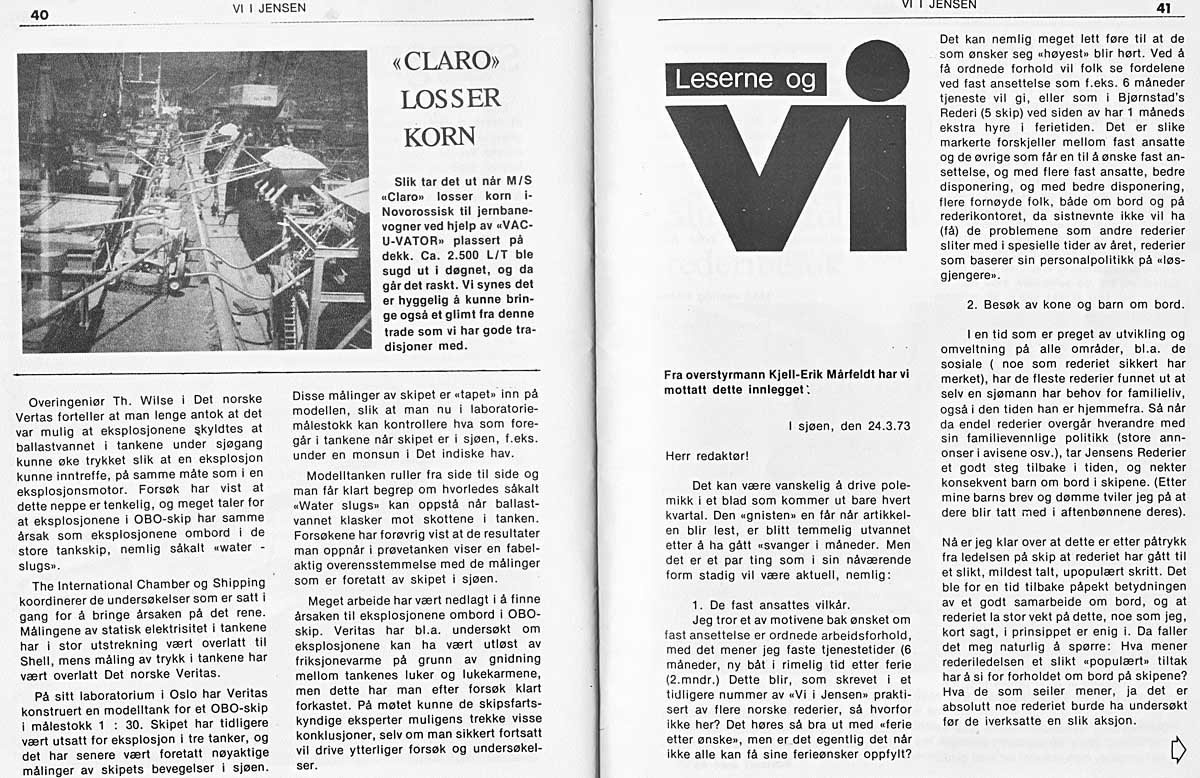 40
VI I JENSEN
«CLARO»
LOSSER
KORN
Slik tar det ut når M/S
«Claro» losser korn i-
Novorossisk til jernbane-
vogner ved hjelp av «VAC-
U-VATOR» plassert på
dekk. Ca. 2.500 L/T ble
sugd ut i døgnet, og da
går det raskt. Vi synes det
er hyggelig å kunne brin-
ge også et glimt fra denne
trade som vi har gode tra-
disjoner med.
Overingeniør Th. Wilse i Det norske
Vertas forteller at man lenge antok at det
var mulig at eksplosjonene skyldtes at
ballastvannet i tankene under sjøgang
kunne øke trykket slik at en eksplosjon
kunne inntreffe, på samme måte som i en
eksplosjonsmotor. Forsøk har vist at
dette neppe er tenkelig, og meget taler for
at eksplosjonene i OBO-skip har samme
årsak som eksplosjonene ombord i de
store tankskip, nemlig såkalt «water -
slugs».
The International Chamber og Shipping
koordinerer de undersøkelser som er satt i
gang for å bringe årsaken på det rene.
Målingene av statisk elektrisitet i tankene
har i stor utstrekning vært overlatt til
Shell, mens måling av trykk i tankene har
vært overlatt Det norske Veritas.
På sitt laboratorium i Oslo har Veritas
konstruert en modelltank for et OBO-skip
i målestokk 1 : 30. Skipet har tidligere
vært utsatt for eksplosjon i tre tanker, og
det har senere vært foretatt nøyaktige
målinger av skipets bevegelser i sjøen.
Disse målinger av skipet er «tapet» inn på
modellen, slik at man nu i laboratorie-
målestokk kan kontrollere hva som fore-
går i tankene når skipet er i sjøen, f.eks.
under en monsun i Det indiske hav.
Modelltanken ruller fra side til side og
man får klart begrep om hvorledes såkalt
«Water slugs» kan oppstå når ballast-
vannet klasker mot skottene i tanken.
Forsøkene har forøvrig vist at de resultater
man oppnår i prøvetanken viser en fabel-
aktig overensstemmelse med de målinger
som er foretatt av skipet i sjøen.
Meget arbeide har vært nedlagt i å finne
årsaken til eksplosjonene ombord i OBO-
skip. Veritas har bl.a. undersøkt om
eksplosjonene kan ha vært utløst av
friksjonevarme på grunn av gnidning
mellom tankenes luker og lukekarmene,
men dette har man efter forsøk klart
forkastet. På møtet kunne de skipsfarts-
kyndige eksperter muligens trekke visse
konklusjoner, selv om man sikkert fortsatt
vil drive ytterliger forsøk og undersøkel-
ser.
VI I JENSEN
41
Leserne og
Vi
Fra overstyrmann Kjell-Erik Mårfeldt har vi
mottatt dette innlegget:
I sjøen, den 24.3.73
Herr redaktør!
Det kan være vanskelig å drive pole-
mikk i et blad som kommer ut bare hvert
kvartal. Den «gnisten» en får når artikkel-
en blir lest, er blitt temmelig utvannet
etter å ha gått «svanger i måneder. Men
det er et par ting som i sin nåværende
form stadig vil være aktuell, nemlig:
1. De fast ansattes vilkår.
Jeg tror et av motivene bak ønsket om
fast ansettelse er ordnede arbeidsforhold,
med det mener jeg faste tjenestetider (6
måneder, ny båt i rimelig tid etter ferie
(2.mndr.) Dette blir, som skrevet i et
tidligere nummer av «Vi i Jensen» prakti-
sert av flere norske rederier, så hvorfor
ikke her? Det høres så bra ut med «ferie
etter ønske», men er det egentlig det når
ikke alle kan få sine ferieønsker oppfylt?
Det kan nemlig meget lett føre til at de
som ønsker seg «høyest» blir hørt. Ved å
få ordnede forhold vil folk se fordelene
ved fast ansettelse som f.eks. 6 måneder
tjeneste vil gi, eller som i Bjørnstad's
Rederi (5 skip) ved siden av har 1 måneds
ekstra hyre i ferietiden. Det er slike
markerte forskjeller mellom fast ansatte
og de øvrige som får en til å ønske fast an-
settelse, og med flere fast ansatte, bedre
disponering, og med bedre disponering,
flere fornøyde folk, både om bord og på
rederikontoret, da sistnevnte ikke vil ha
(få) de problemene som andre rederier
sliter med i spesielle tider av året, rederier
som baserer sin personalpolitikk på «løs-
gjengere».
2. Besøk av kone og barn om bord.
I en tid som er preget av utvikling og
omveltning på alle områder, bl.a. de
sosiale ( noe som rederiet sikkert har
merket), har de fleste rederier funnet ut at
selv en sjømann har behov for familieliv,
også i den tiden han er hjemmefra. Så når
da endel rederier overgår hverandre med
sin familievennlige politikk (store ann-
onser i avisene osv.), tar Jensens Rederier
et godt steg tilbake i tiden, og nekter
konsekvent barn om bord i skipene. (Etter
mine barns brev og dømme tviler jeg på at
dere blir tatt med i aftenbønnene deres).
Nå er jeg klar over at dette er etter påtrykk
fra ledelsen på skip at rederiet har gått til
et slikt, mildest talt, upopulært skritt. Det
ble for en tid tilbake påpekt betydningen
av et godt samarbeide om bord, og at
rederiet la stor vekt på dette, noe som jeg,
kort sagt, i prinsippet er enig i. Da faller
det meg naturlig å spørre: Hva mener
rederiledelsen et slikt «populært» tiltak
har å si for forholdet om bord på skipene?
Hva de som seiler mener, ja det er
absolutt noe rederiet burde ha undersøkt
før de iverksatte en slik aksjon.